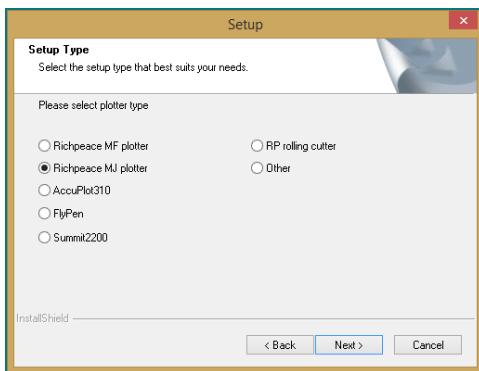 Setup
Setup Type
Select the setup type that best suits your needs.
Please select plotter type
Richpeace MF plotter
RP rolling cutter
Richpeace MJ plotter
Other
AccuPlot310
FlyPen
Summit2200
InstallShield
< Back
Next >
Cancel